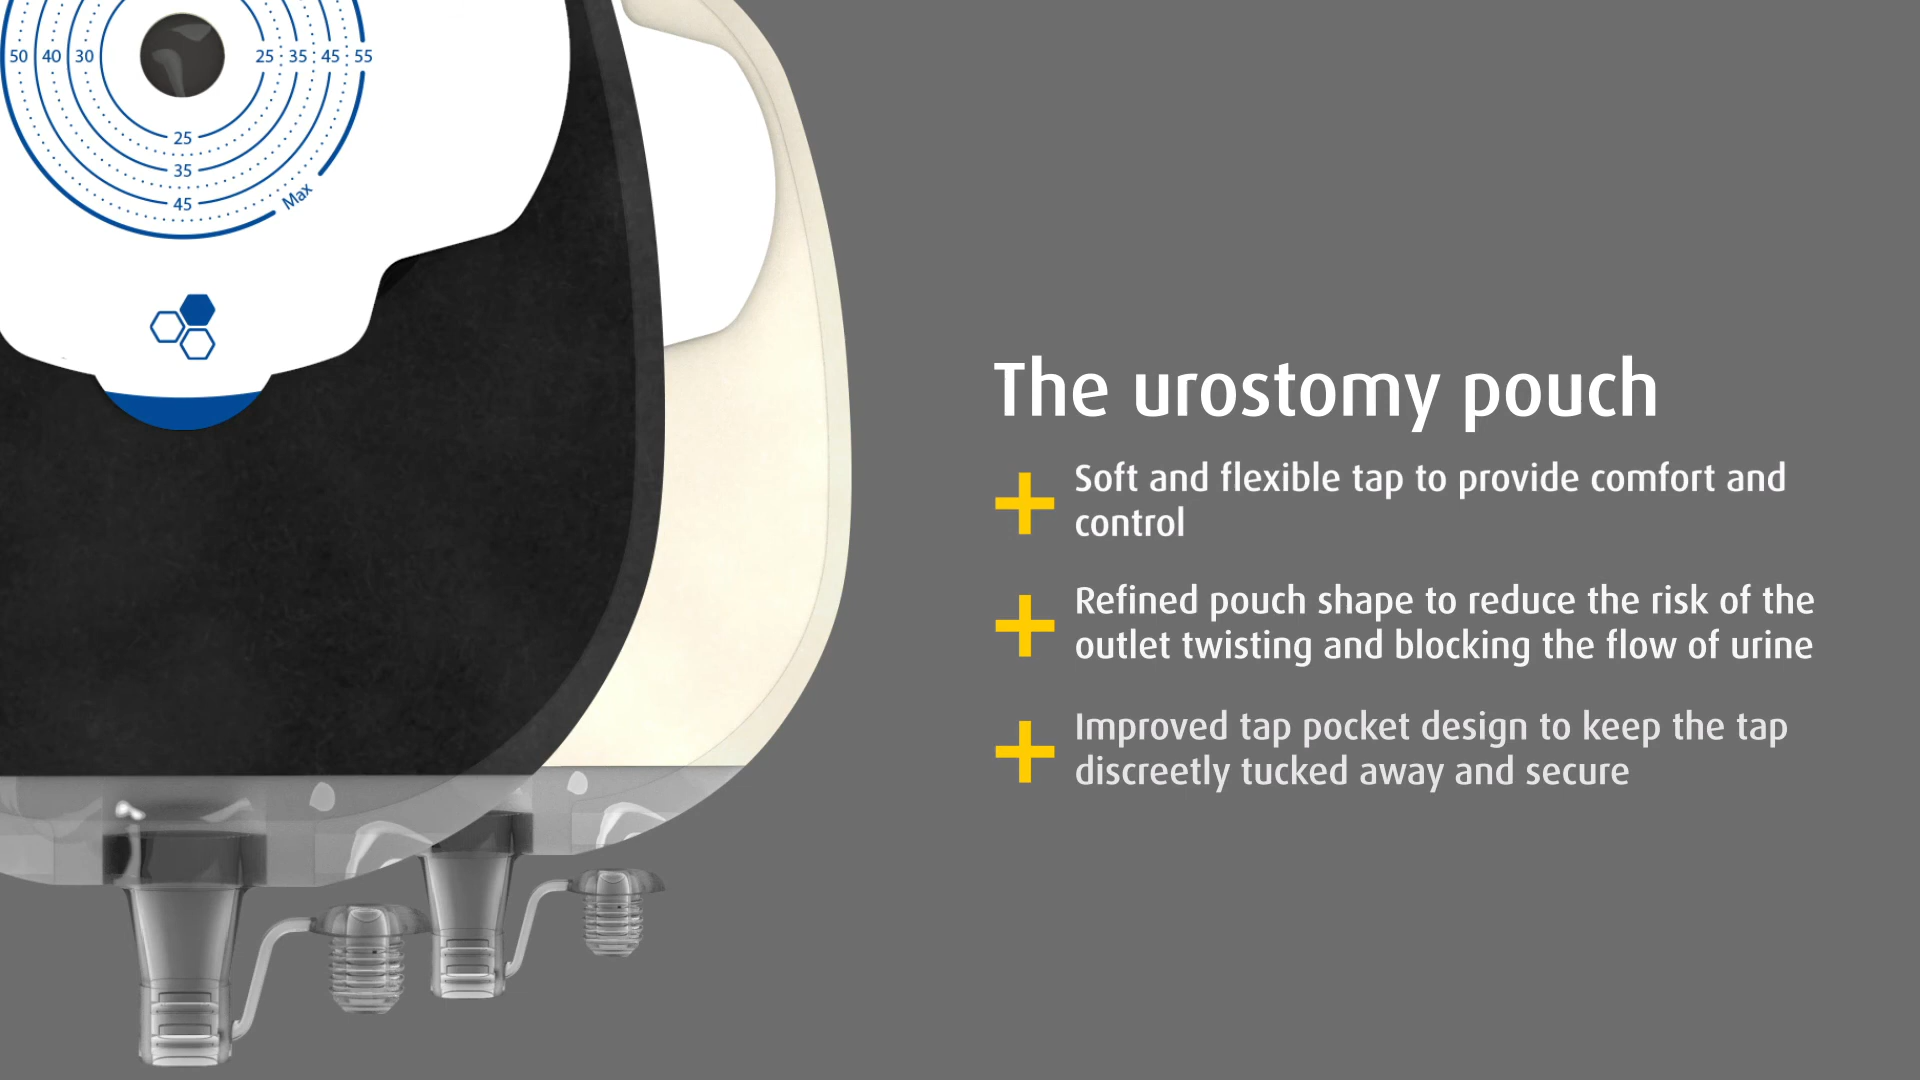 50 40 30 25 35 45 55
25
35
45
Max
The urostomy pouch
Soft and flexible tap to provide comfort and
control
Refined pouch shape to reduce the risk of the
outlet twisting and blocking the flow of urine
Improved tap pocket design to keep the tap
discreetly tucked away and secure